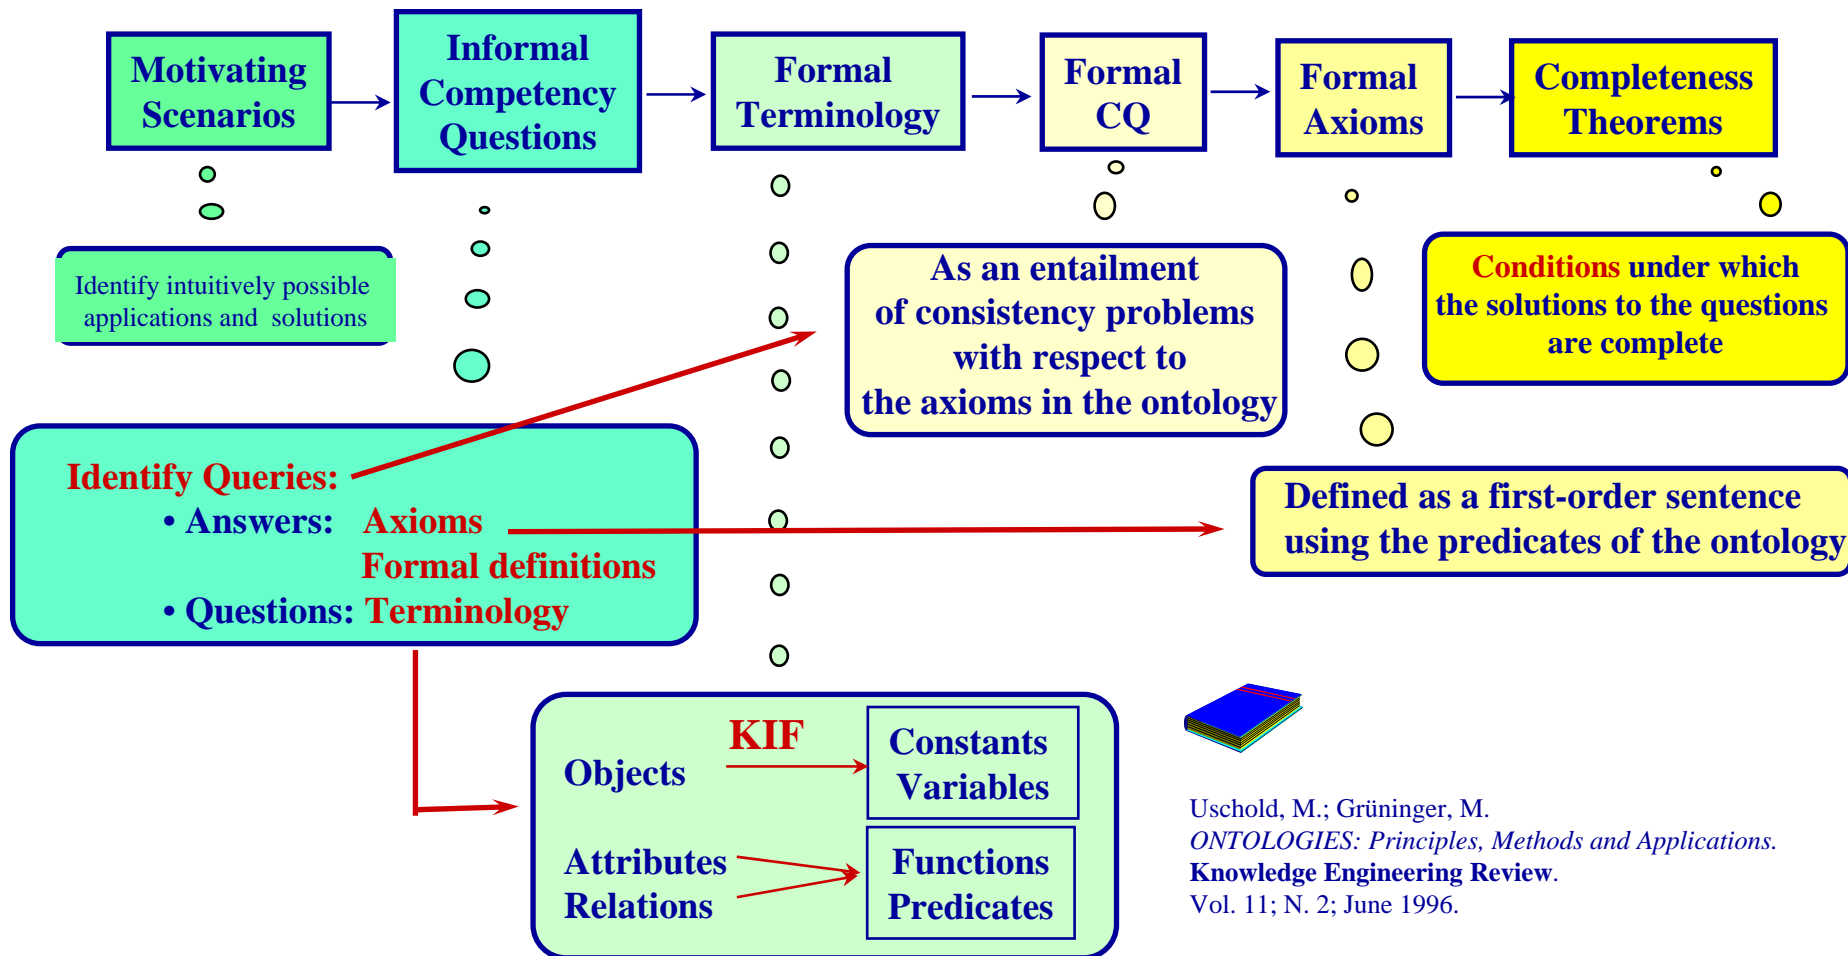 Motivating
Scenarios
Informal
Competency
Questions
Formal
Terminology
Formal
CQ
Formal
Axioms
Completeness
Theorems
Identify intuitively possible
applications and solutions
As an entailment
of consistency problems
with respect to
the axioms in the ontology
Conditions under which
the solutions to the questions
are complete
Identify Queries:
• Answers: Axioms
Formal definitions
• Questions: Terminology
Defined as a first-order sentence
using the predicates of the ontology
KIF
Objects
Constants
Variables
Attributes
Relations
Functions
Predicates
Uschold, M.; Grüninger, M.
ONTOLOGIES: Principles, Methods and Applications.
Knowledge Engineering Review.
Vol. 11; N. 2; June 1996.